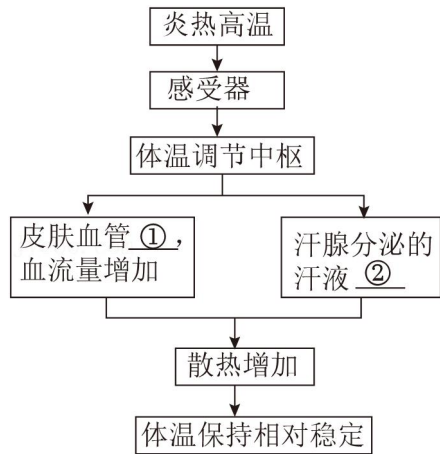 炎热高温
感受器
体温调节中枢
皮肤血管①,
血流量增加
汗腺分泌的
汗液②
散热增加
体温保持相对稳定